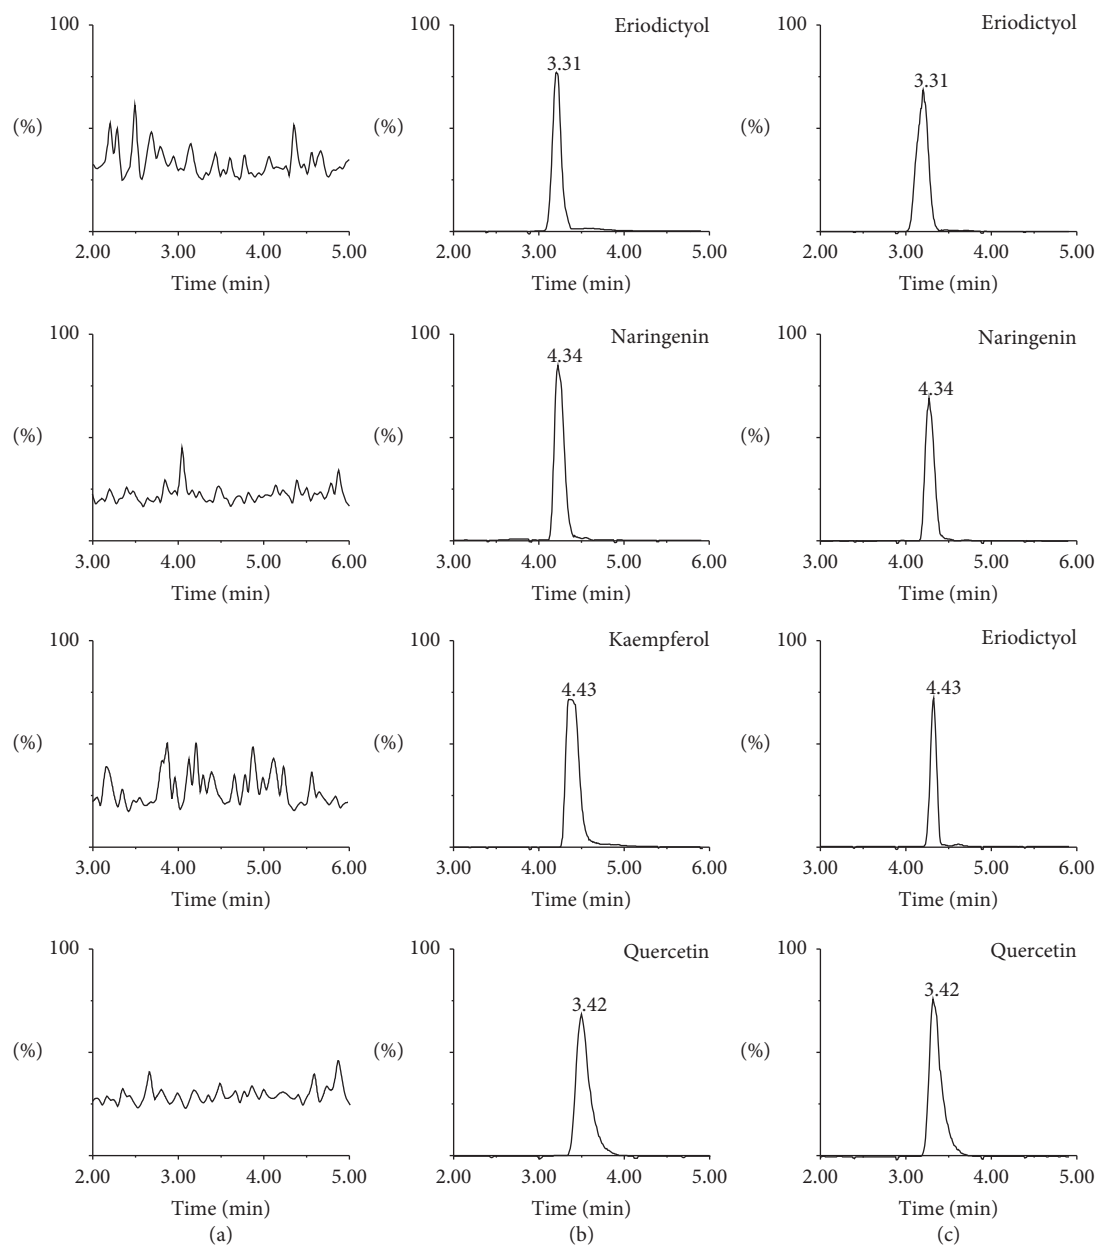 100 Eriodictyol Eriodictyol
100 100
3.31 3.31
(%) (%) (%)
2.00 3.00 4.00 5.00 2.00 3.00 4.00 5.00 2.00 3.00 4.00 5.00
Time (min) Time (min) Time (min)
100 100 Naringenin 100 Naringenin
4.34 4.34
(%) (%) (%)
3.00 4.00 5.00 6.00 3.00 4.00 5.00 6.00 3.00 4.00 5.00 6.00
Time (min) Time (min) Time (min)
100 100 Kaempferol 100 Eriodictyol
4.43 4.43
(%) (%) (%)
3.00 4.00 5.00 6.00 3.00 4.00 5.00 6.00 3.00 4.00 5.00 6.00
Time (min) Time (min) Time (min)
100 100 Quercetin 100 Quercetin
3.42 3.42
(%) (%) (%)
2.00 3.00 4.00 5.00 2.00 3.00 4.00 5.00 2.00 3.00 4.00 5.00
Time (min) Time (min) Time (min)
(a) (b) (c)